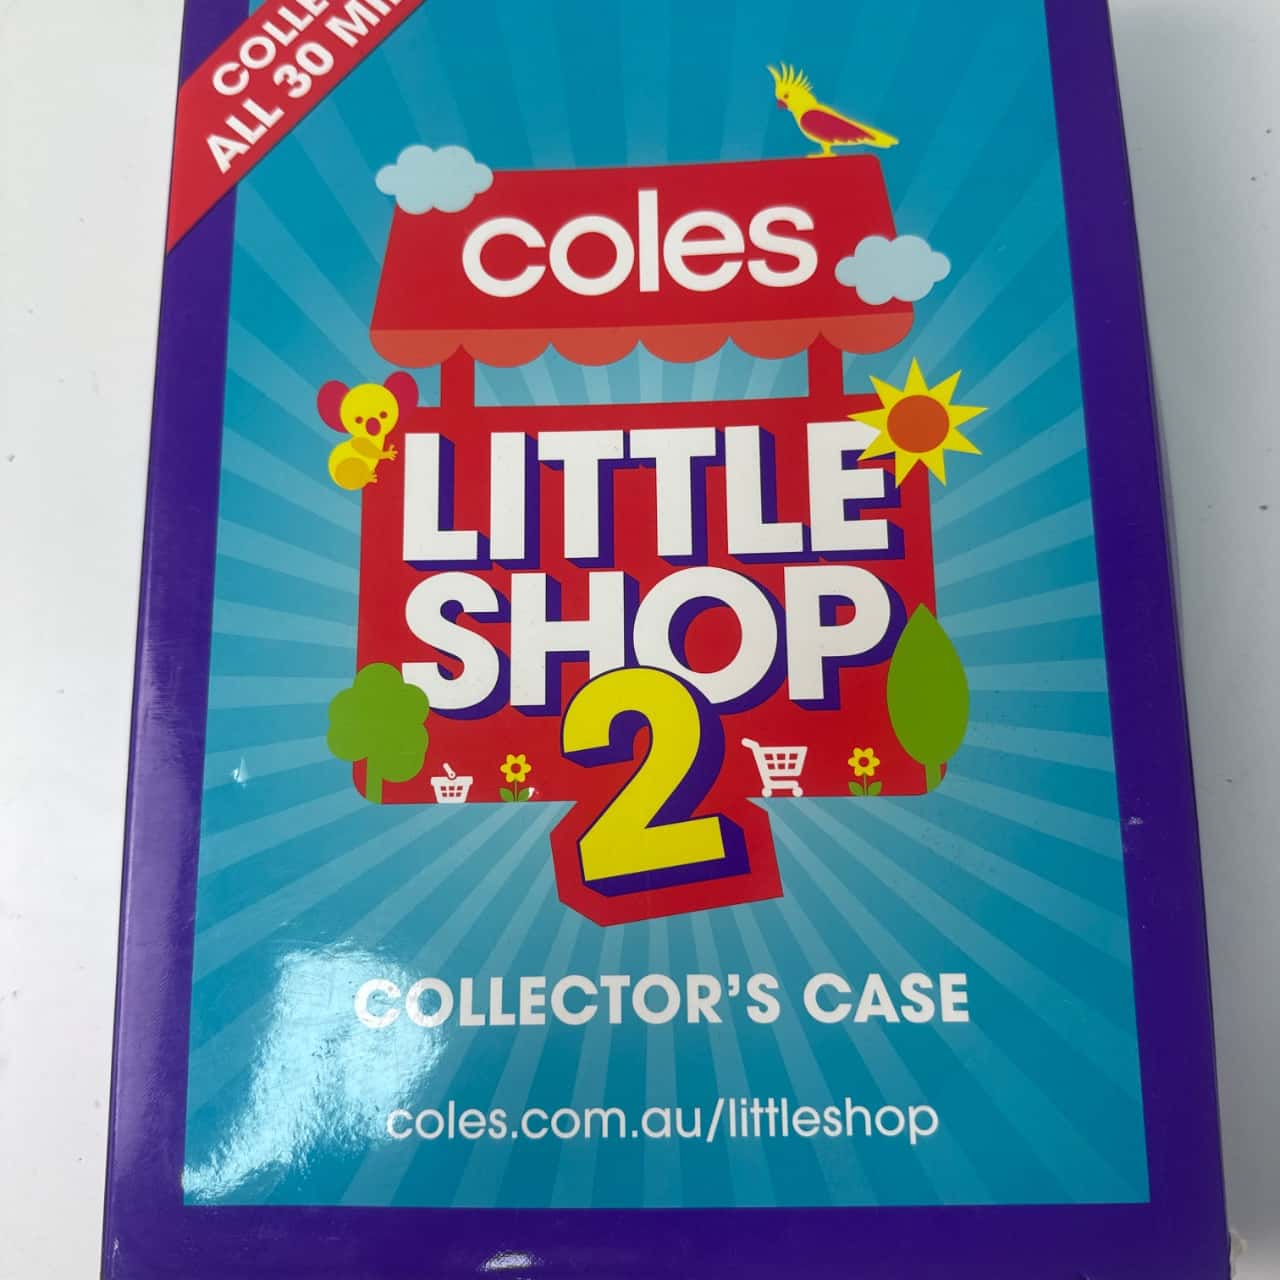 COLLE
ALL 30 MI
coles
LITTLE
SHOP
2
COLLECTOR'S CASE
coles.com.au/littleshop